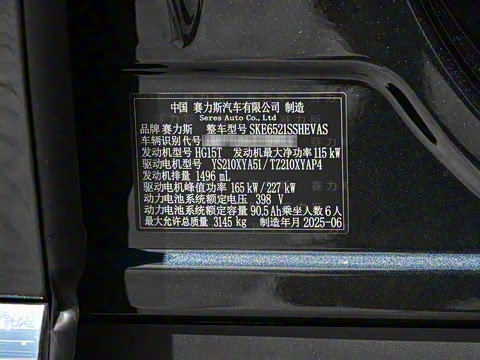 中国 赛力斯汽车有限公司 制造
Seres Auto Co., Ltd
品牌 赛力斯 整车型号 SKE6521SSHEVAS
车辆识别代号
发动机型号 HG15T 发动机最大净功率 115 kW
驱动电机型号 YS210XYA51/TZ210XYAP4
发动机排量 1496 mL
驱动电机峰值功率 165 kW/227 kW
动力电池系统额定电压 398 V
动力电池系统额定容量 90.5 Ah 乘坐人数 6人
最大允许总质量 3145 kg 制造年月 2025-06